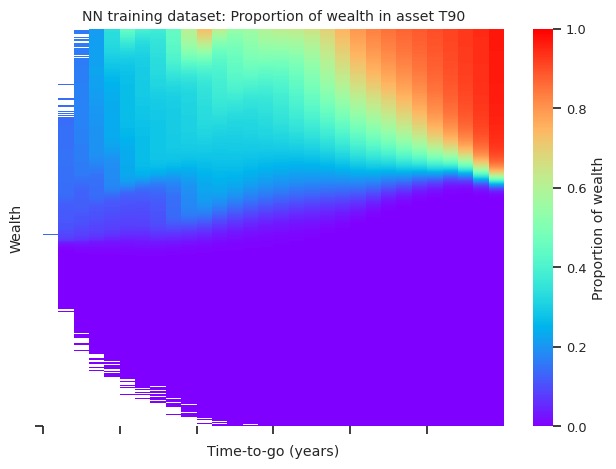 NN training dataset: Proportion of wealth in asset T90
Wealth
Time-to-go (years)
1.0
0.8
0.6
0.4
0.2
0.0
Proportion of wealth